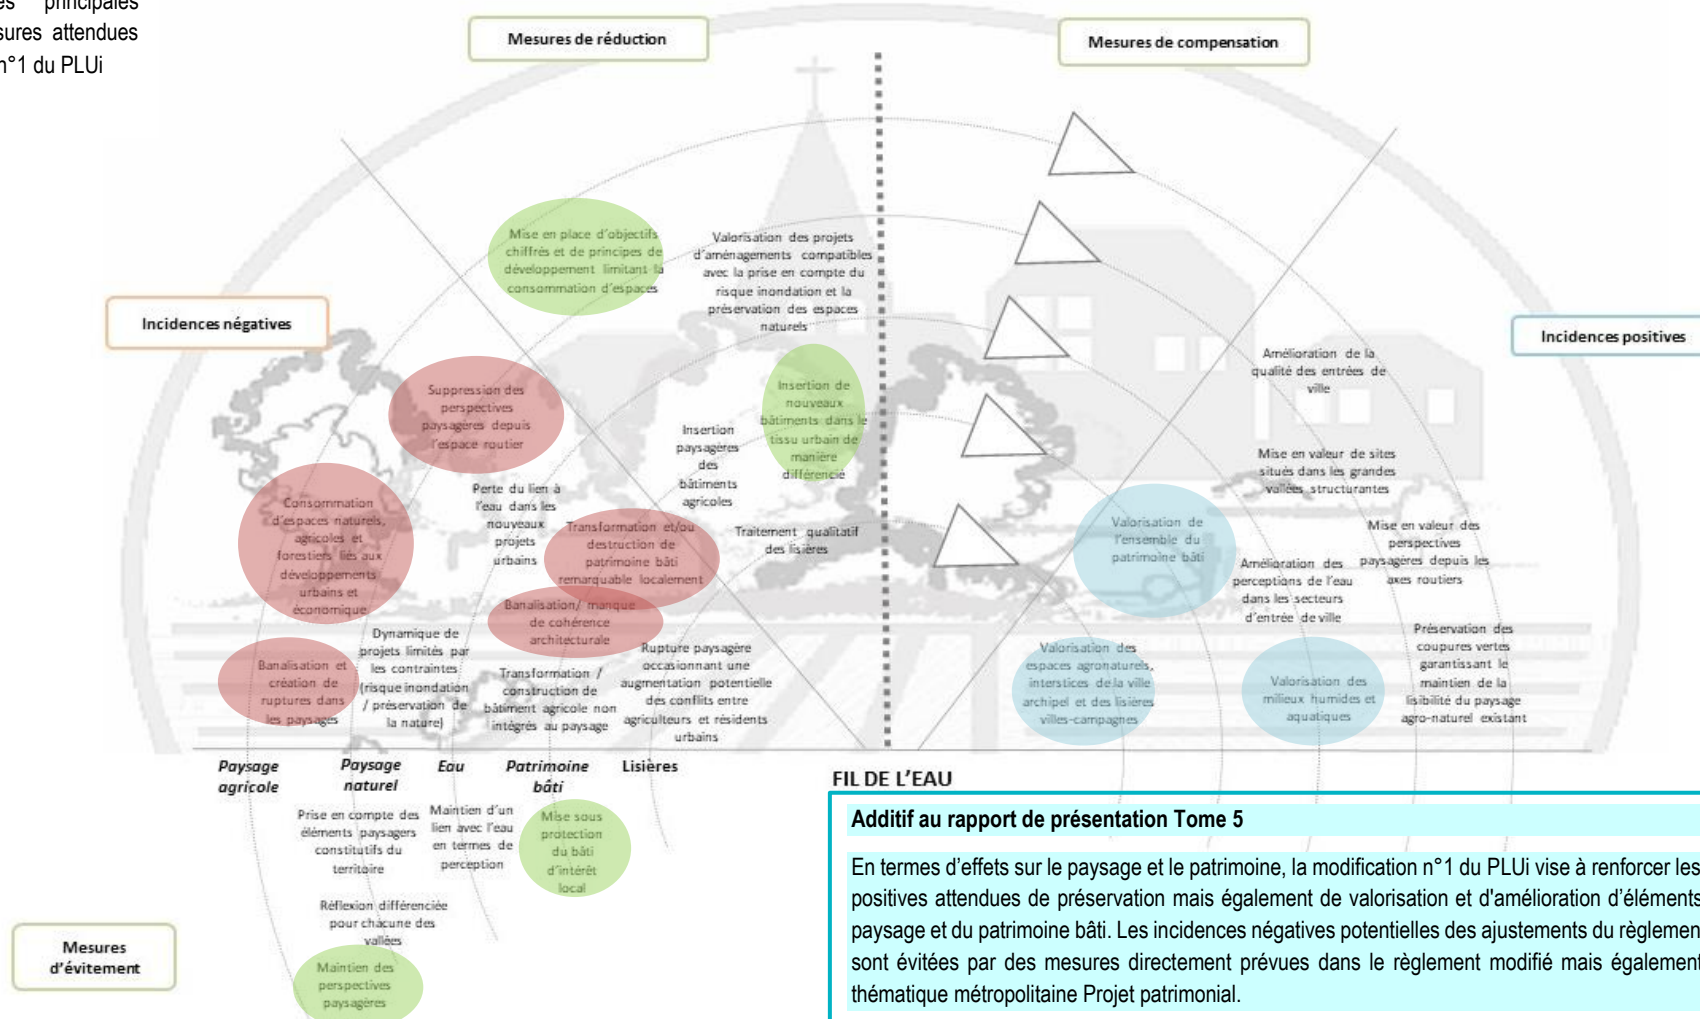 es principales
sures attendues
n°1 du PLUi
Mesures de réduction
Mesures de compensation
Incidences négatives
Incidences positives
Mise en place d'objectifs
chiffrés et de principes de
développement limitant la
consommation d'espaces
Valorisation des projets
d'aménagements compatibles
avec la prise en compte du
risque inondation et la
préservation des espaces
naturels
Suppression des
perspectives
paysagères depuis
l'espace routier
Insertion
paysagères
des
bâtiments
agricoles
Insertion de
nouveaux
bâtiments dans le
tissu urbain de
manière
différencié
Amélioration de la
qualité des entrées de
ville
Consommation
d'espaces naturels,
agricoles et
forestiers liés aux
développements
urbains et
économique
Perte du lien à
l'eau dans les
nouveaux
projets
urbains
Transformation et/ou
destruction de
patrimoine bâti
remarquable localement
Traitement qualitatif
des lisières
Mise en valeur de sites
situés dans les grandes
vallées structurantes
Valorisation de
l'ensemble du
patrimoine bâti
Mise en valeur des
perspectives
paysagères depuis les
axes routiers
Amélioration des
perceptions de l'eau
dans les secteurs
d'entrée de ville
Banalisation/ manque
de cohérence
architecturale
Banalisation et
création de
ruptures dans
les paysages
Dynamique de
projets limités par
les contraintes
(risque inondation
/ préservation de
la nature)
Transformation /
construction de
bâtiment agricole non
intégrés au paysage
Rupture paysagère
occasionnant une
augmentation potentielle
des conflits entre
agriculteurs et résidents
urbains
Valorisation des
espaces agronaturels,
interstices de la ville
archipel et des lisières
villes-campagnes
Valorisation des
milieux humides et
aquatiques
Préservation des
coupures vertes
garantissant le
maintien de la
lisibilité du paysage
agro-naturel existant
Paysage
agricole
Paysage
naturel
Eau
Patrimoine
bâti
Lisières
FIL DE L'EAU
Prise en compte des
éléments paysagers
constitutifs du
territoire
Maintien d'un
lien avec l'eau
en termes de
perception
Mise sous
protection
du bâti
d'intérêt
local
Réflexion différenciée
pour chacune des
vallées
Maintien des
perspectives
paysagères
Mesures
d'évitement
Additif au rapport de présentation Tome 5
En termes d'effets sur le paysage et le patrimoine, la modification n°1 du PLUi vise à renforcer les
positives attendues de préservation mais également de valorisation et d'amélioration d'éléments
paysage et du patrimoine bâti. Les incidences négatives potentielles des ajustements du règlemen
sont évitées par des mesures directement prévues dans le règlement modifié mais également
thématique métropolitaine Projet patrimonial.